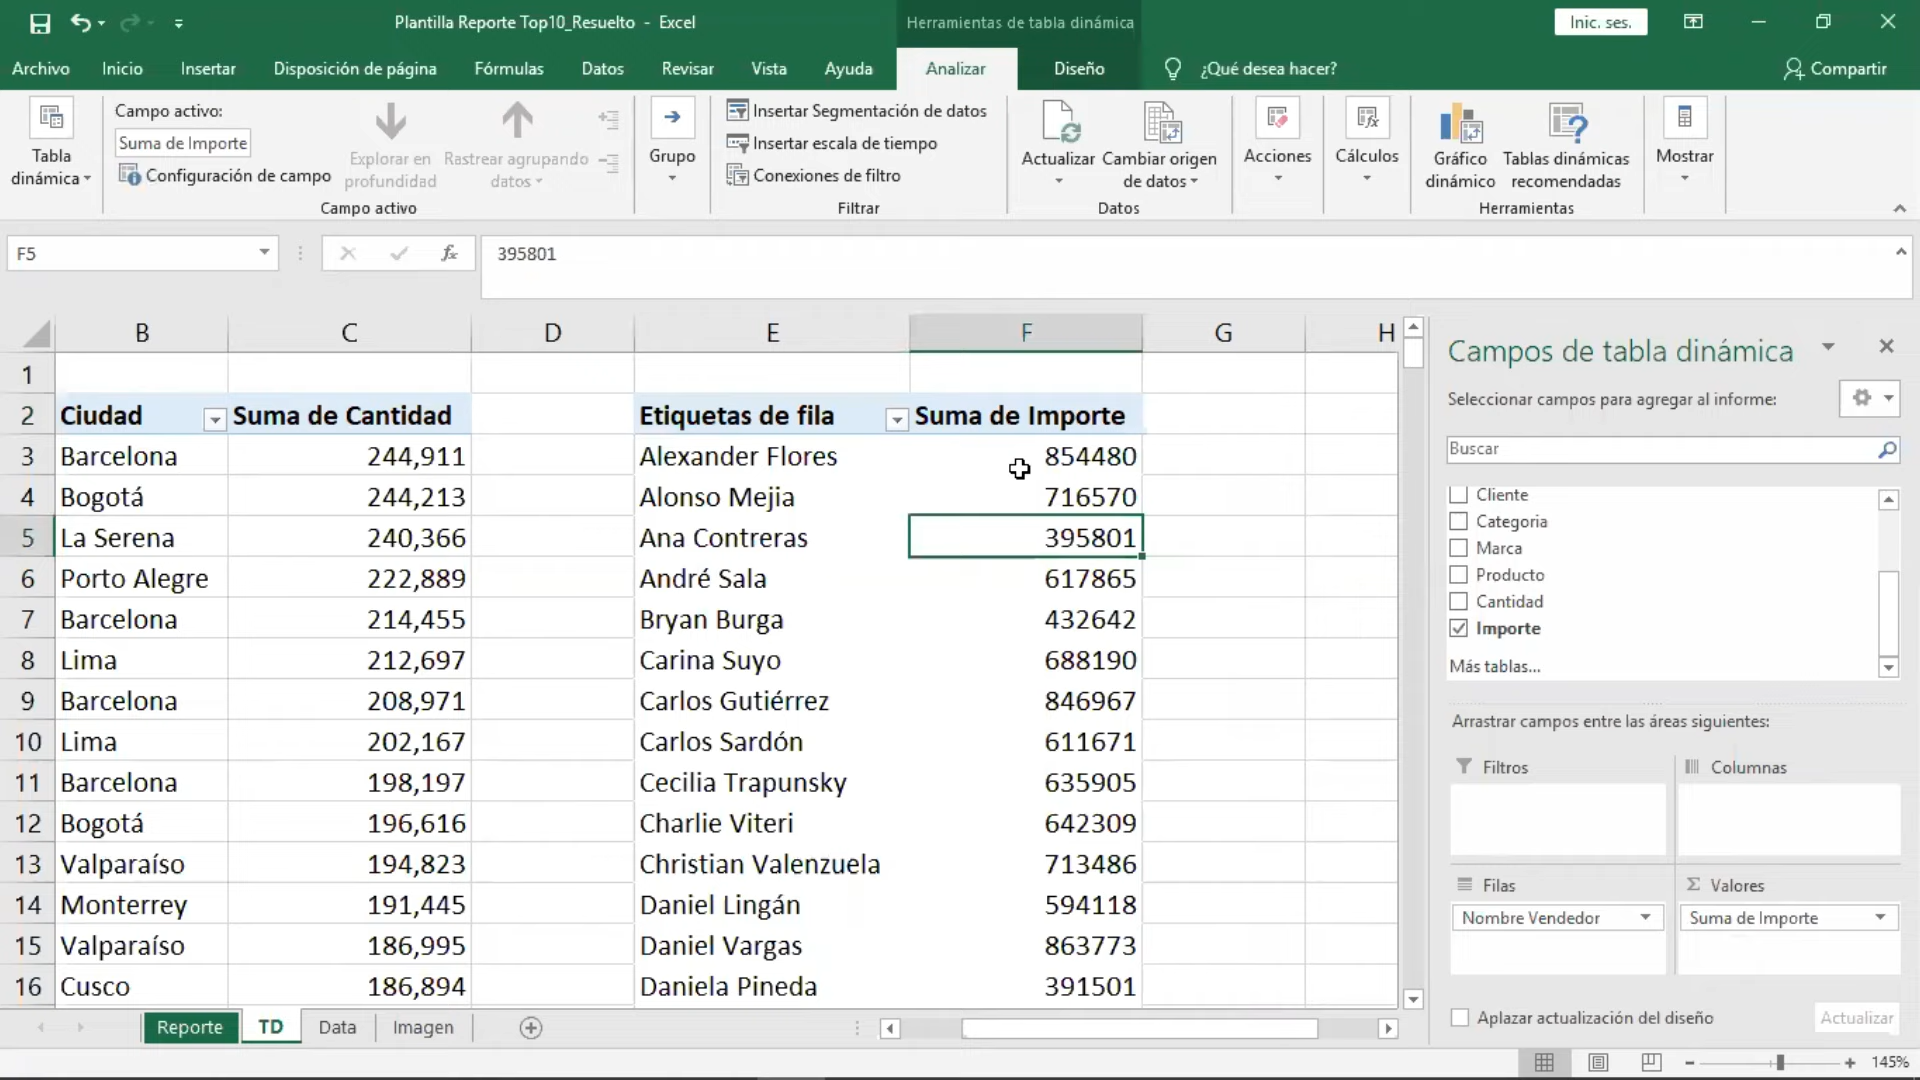 Plantilla Reporte Top10_Resuelto - Excel
Herramientas de tabla dinámica
Inic. ses.
Archivo Inicio Insertar Disposición de página Fórmulas Datos Revisar Vista Ayuda Analizar Diseño ¿Qué desea hacer? Compartir
Tabla dinámica
Campo activo:
Suma de Importe
Configuración de campo
Explorar en profundidad
Rastrear agrupando datos
Campo activo
Grupo
Insertar Segmentación de datos
Insertar escala de tiempo
Conexiones de filtro
Filtrar
Actualizar
Cambiar origen de datos
Datos
Acciones
Cálculos
Gráfico dinámico
Tablas dinámicas recomendadas
Herramientas
Mostrar
F5 fx 395801
B C D E F G H
1
2 Ciudad Suma de Cantidad Etiquetas de fila Suma de Importe
3 Barcelona 244,911 Alexander Flores 854480
4 Bogotá 244,213 Alonso Mejia 716570
5 La Serena 240,366 Ana Contreras 395801
6 Porto Alegre 222,889 André Sala 617865
7 Barcelona 214,455 Bryan Burga 432642
8 Lima 212,697 Carina Suyo 688190
9 Barcelona 208,971 Carlos Gutiérrez 846967
10 Lima 202,167 Carlos Sardón 611671
11 Barcelona 198,197 Cecilia Trapunsky 635905
12 Bogotá 196,616 Charlie Viteri 642309
13 Valparaíso 194,823 Christian Valenzuela 713486
14 Monterrey 191,445 Daniel Lingán 594118
15 Valparaíso 186,995 Daniel Vargas 863773
16 Cusco 186,894 Daniela Pineda 391501
Reporte TD Data Imagen
Campos de tabla dinámica
Seleccionar campos para agregar al informe:
Buscar
Cliente
Categoria
Marca
Producto
Cantidad
Importe
Más tablas...
Arrastrar campos entre las áreas siguientes:
Filtros
Columnas
Filas
Σ Valores
Nombre Vendedor
Suma de Importe
Aplazar actualización del diseño
Actualizar
145%